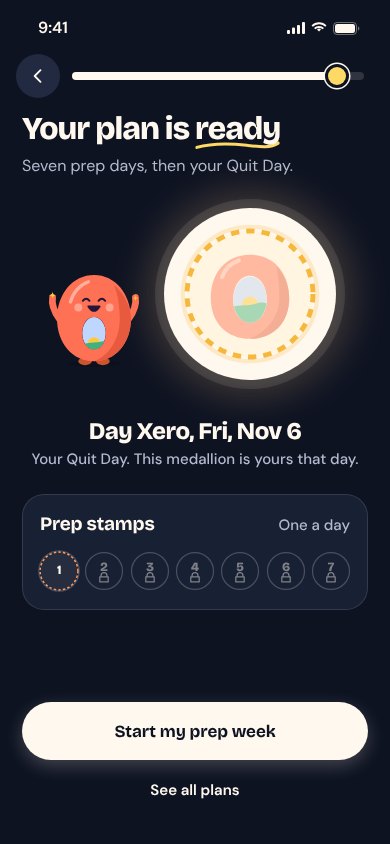 9:41
Your plan is ready
Seven prep days, then your Quit Day.
Day Xero, Fri, Nov 6
Your Quit Day. This medallion is yours that day.
Prep stamps
One a day
1 2 3 4 5 6 7
Start my prep week
See all plans